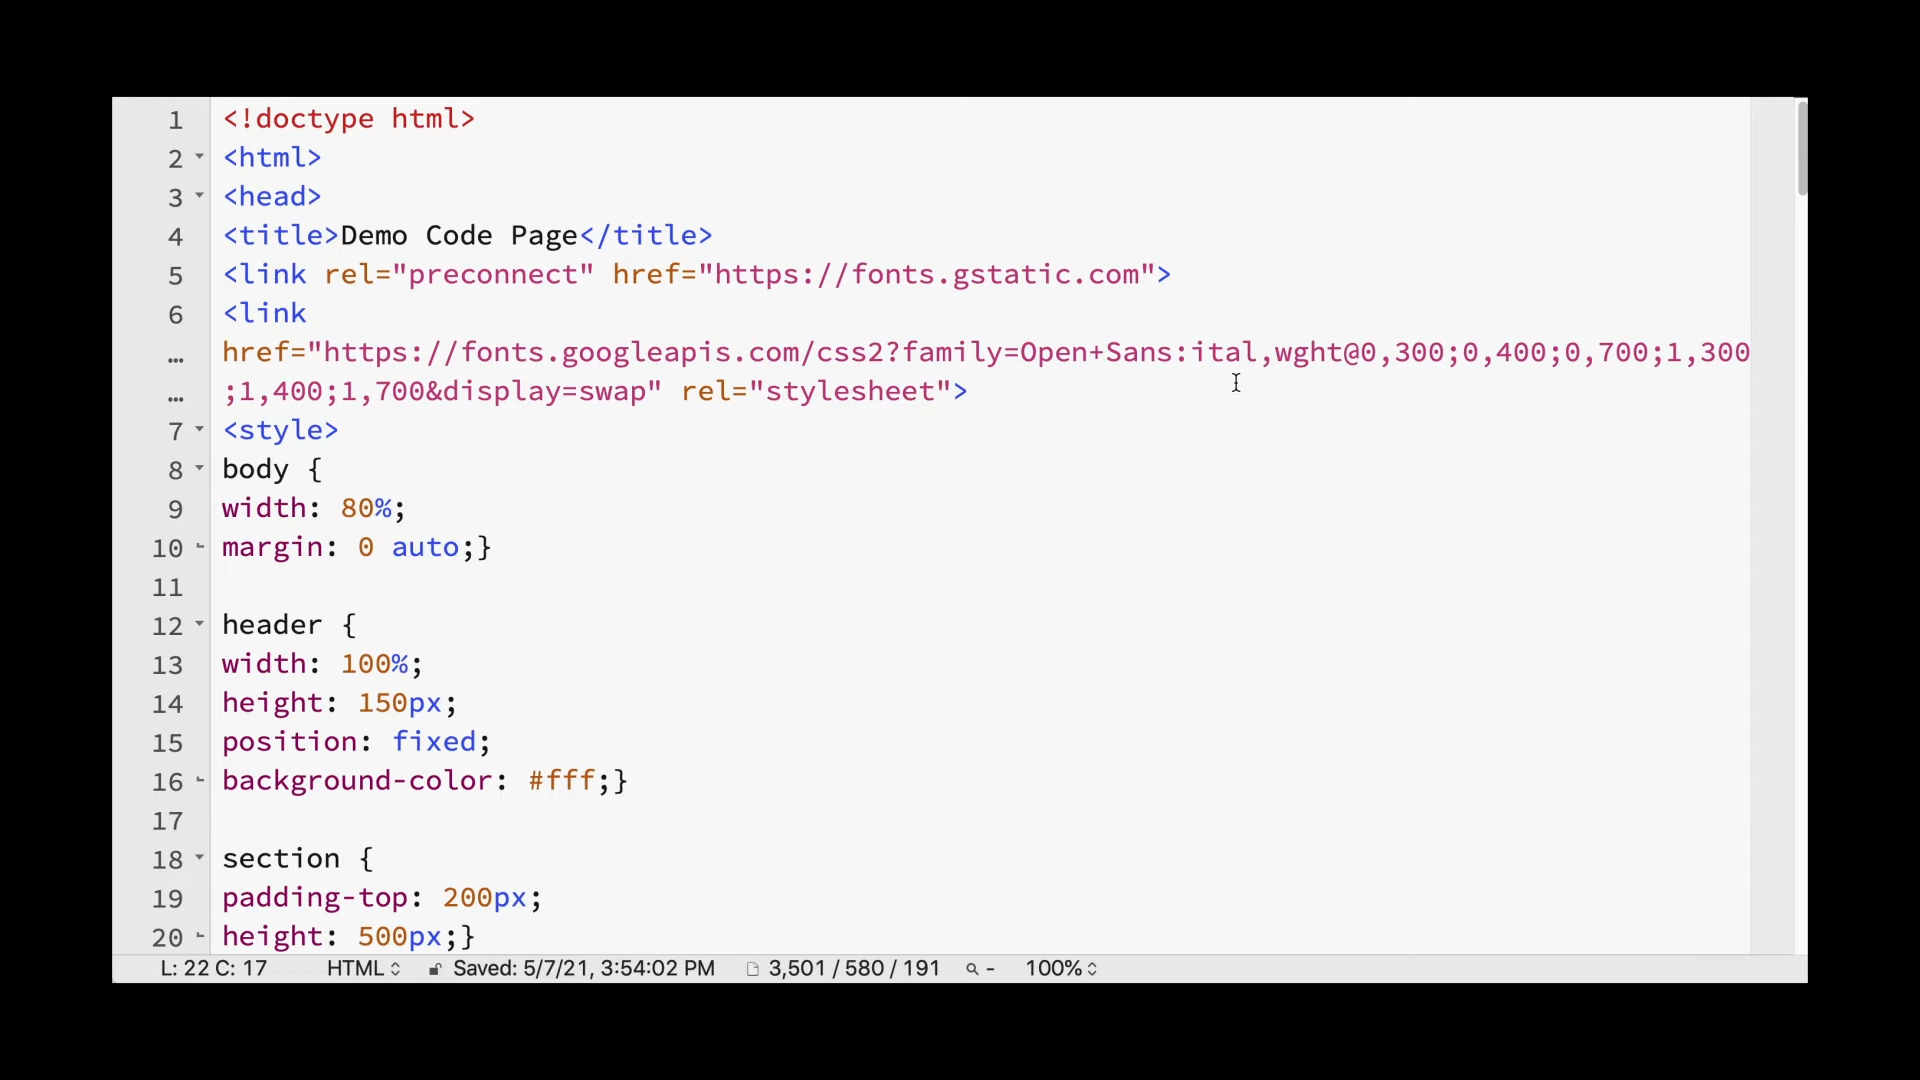 1 <!doctype html>
2 <html>
3 <head>
4 <title>Demo Code Page</title>
5 <link rel="preconnect" href="https://fonts.gstatic.com">
6 <link
… href="https://fonts.googleapis.com/css2?family=Open+Sans:ital,wght@0,300;0,400;0,700;1,300
… ;1,400;1,700&display=swap" rel="stylesheet">
7 <style>
8 body {
9 width: 80%;
10 margin: 0 auto;}
11
12 header {
13 width: 100%;
14 height: 150px;
15 position: fixed;
16 background-color: #fff;}
17
18 section {
19 padding-top: 200px;
20 height: 500px;}
L: 22 C: 17 HTML Saved: 5/7/21, 3:54:02 PM 3,501 / 580 / 191 - 100%